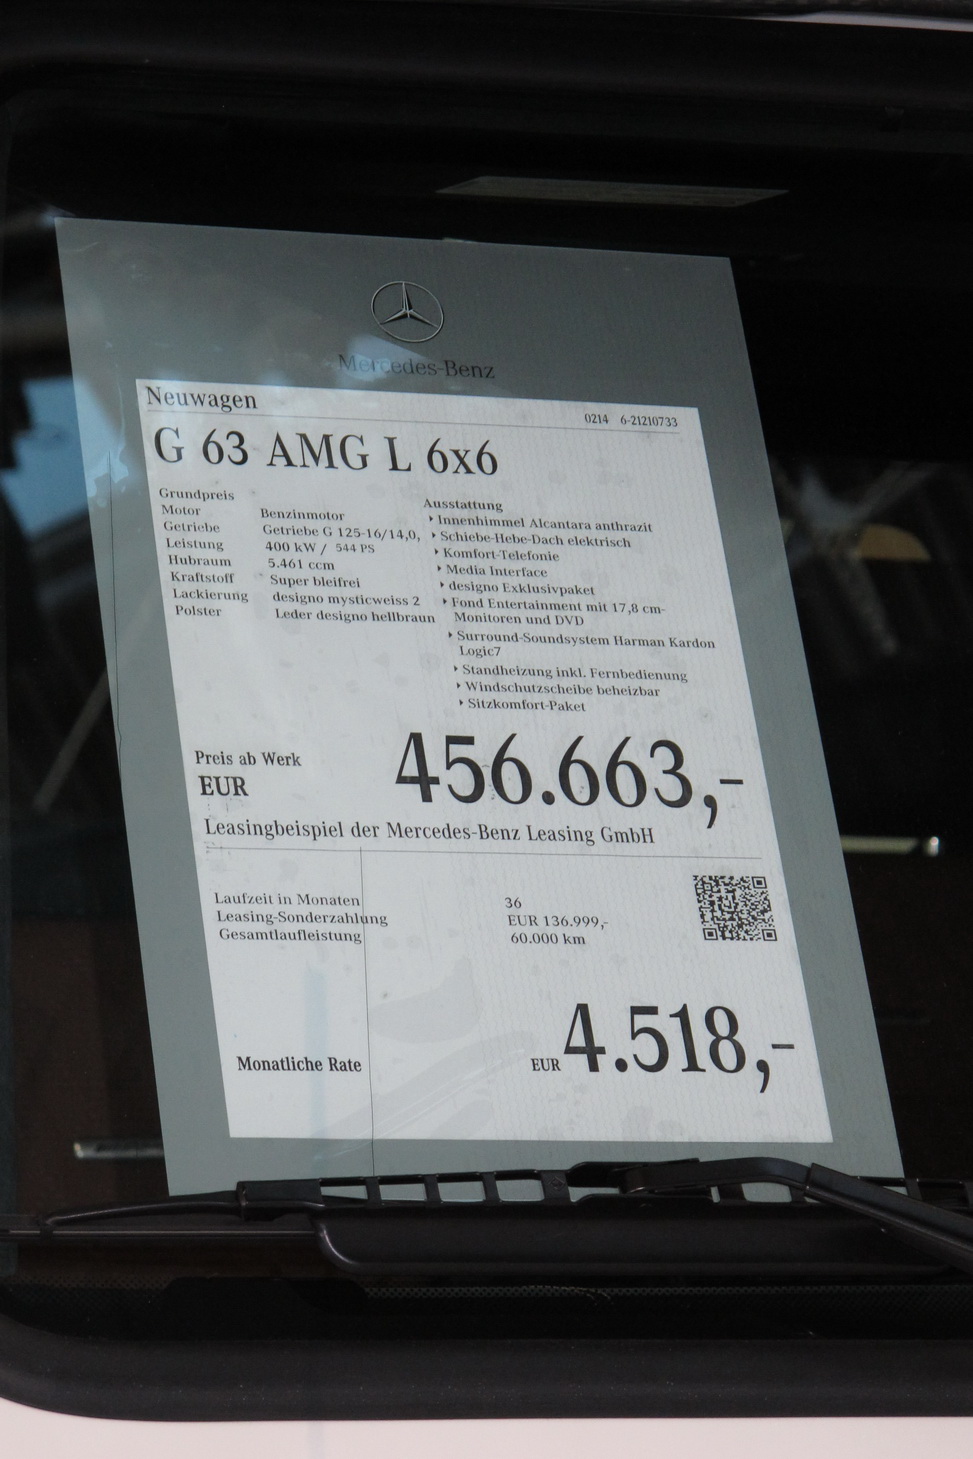 Mercedes-Benz
Neuwagen
0214 6-21210733
G 63 AMG L 6x6
Grundpreis
Motor Benzinmotor
Getriebe Getriebe G 125-16/14,0,
Leistung 400 kW / 544 PS
Hubraum 5.461 ccm
Kraftstoff Super bleifrei
Lackierung designo mysticweiss 2
Polster Leder designo hellbraun
Ausstattung
Innenhimmel Alcantara anthrazit
Schiebe-Hebe-Dach elektrisch
Komfort-Telefonie
Media Interface
designo Exklusivpaket
Fond Entertainment mit 17,8 cm-
Monitoren und DVD
Surround-Soundsystem Harman Kardon
Logic7
Standheizung inkl. Fernbedienung
Windschutzscheibe beheizbar
Sitzkomfort-Paket
Preis ab Werk
EUR 456.663,-
Leasingbeispiel der Mercedes-Benz Leasing GmbH
Laufzeit in Monaten 36
Leasing-Sonderzahlung EUR 136.999,-
Gesamtlaufleistung 60.000 km
Monatliche Rate EUR 4.518,-